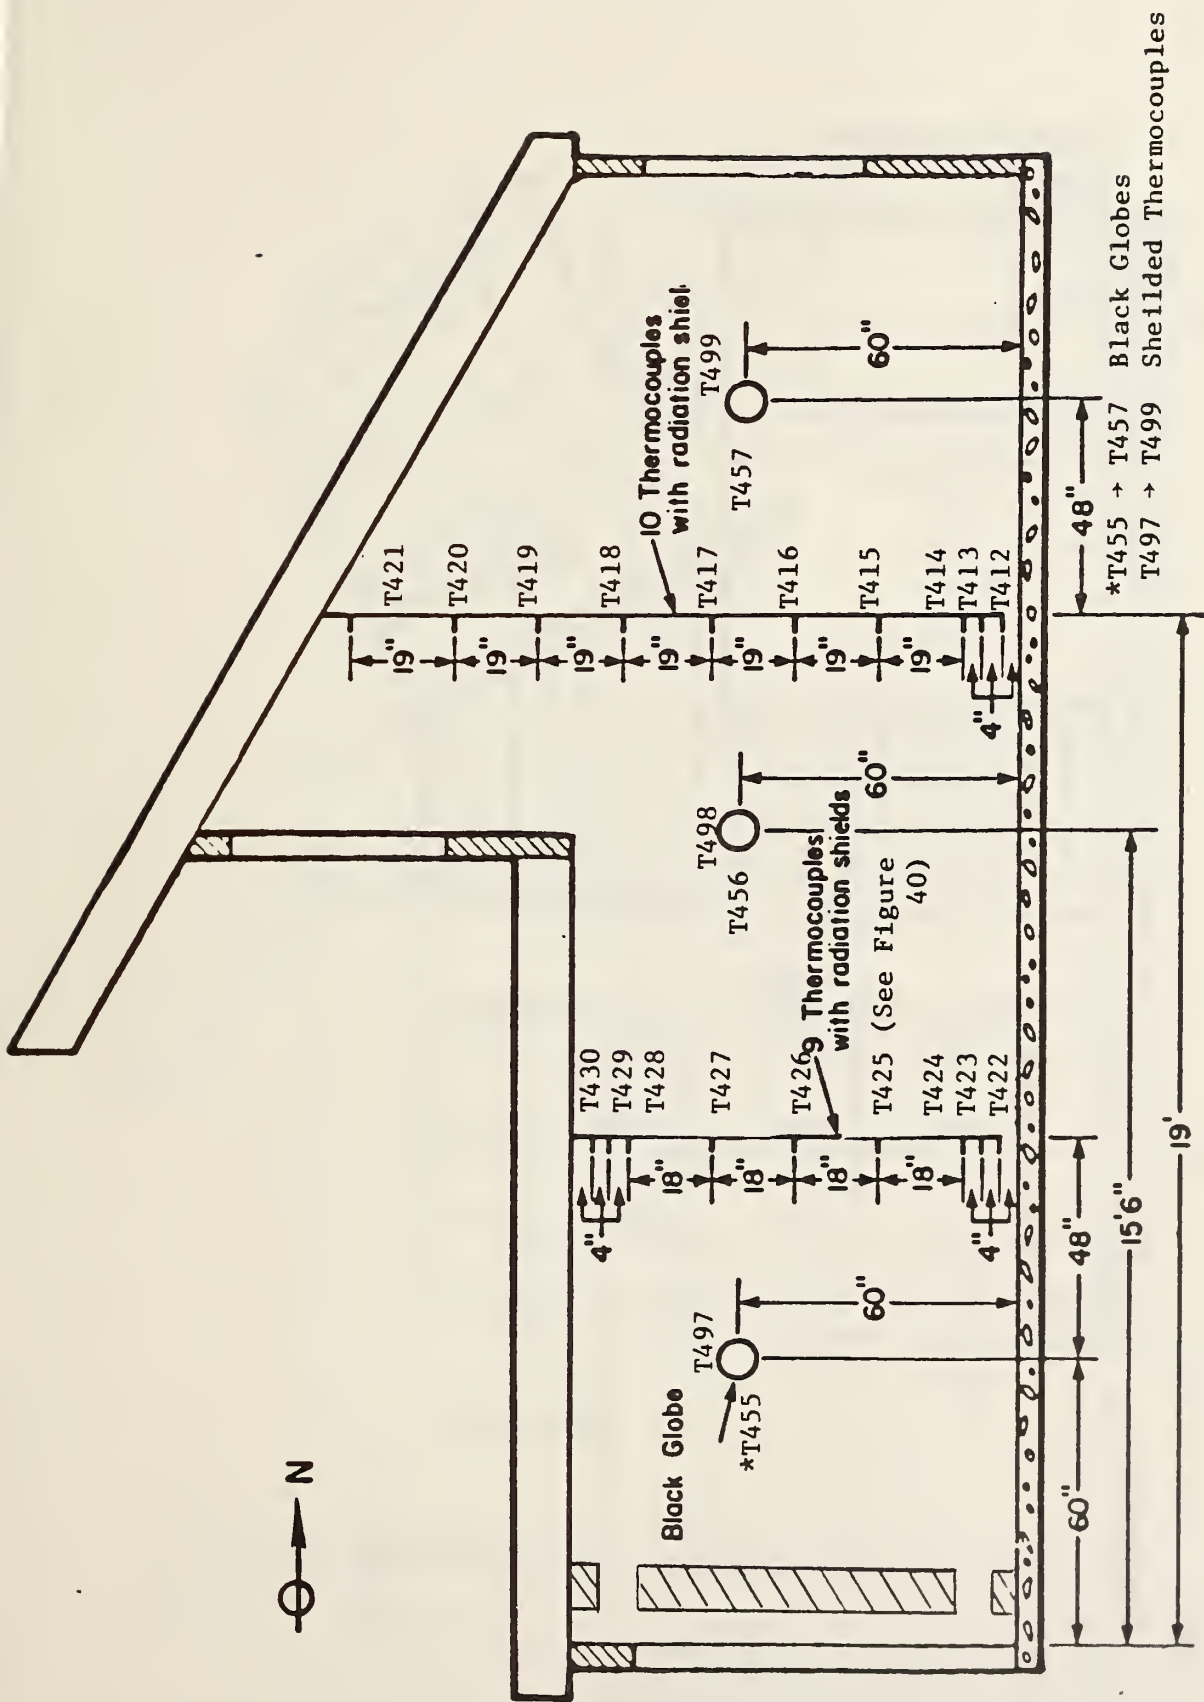 N
T421
T420
T419
T418
T417
T416
T415
T414
T413
T412
19"
19"
19"
19"
19"
19"
19"
4"
10 Thermocouples
with radiation shiel
T499
T457
60"
48"
T498
T456
60"
9 Thermocouples
with radiation shields
T430
T429
T428
T427
T426
T425 (See Figure
40)
T424
T423
T422
4"
18"
18"
18"
18"
4"
Black Globe
T497
*T455
60"
60"
48"
15'6"
19'
*T455 → T457 Black Globes
T497 → T499 Sheilded Thermocouples